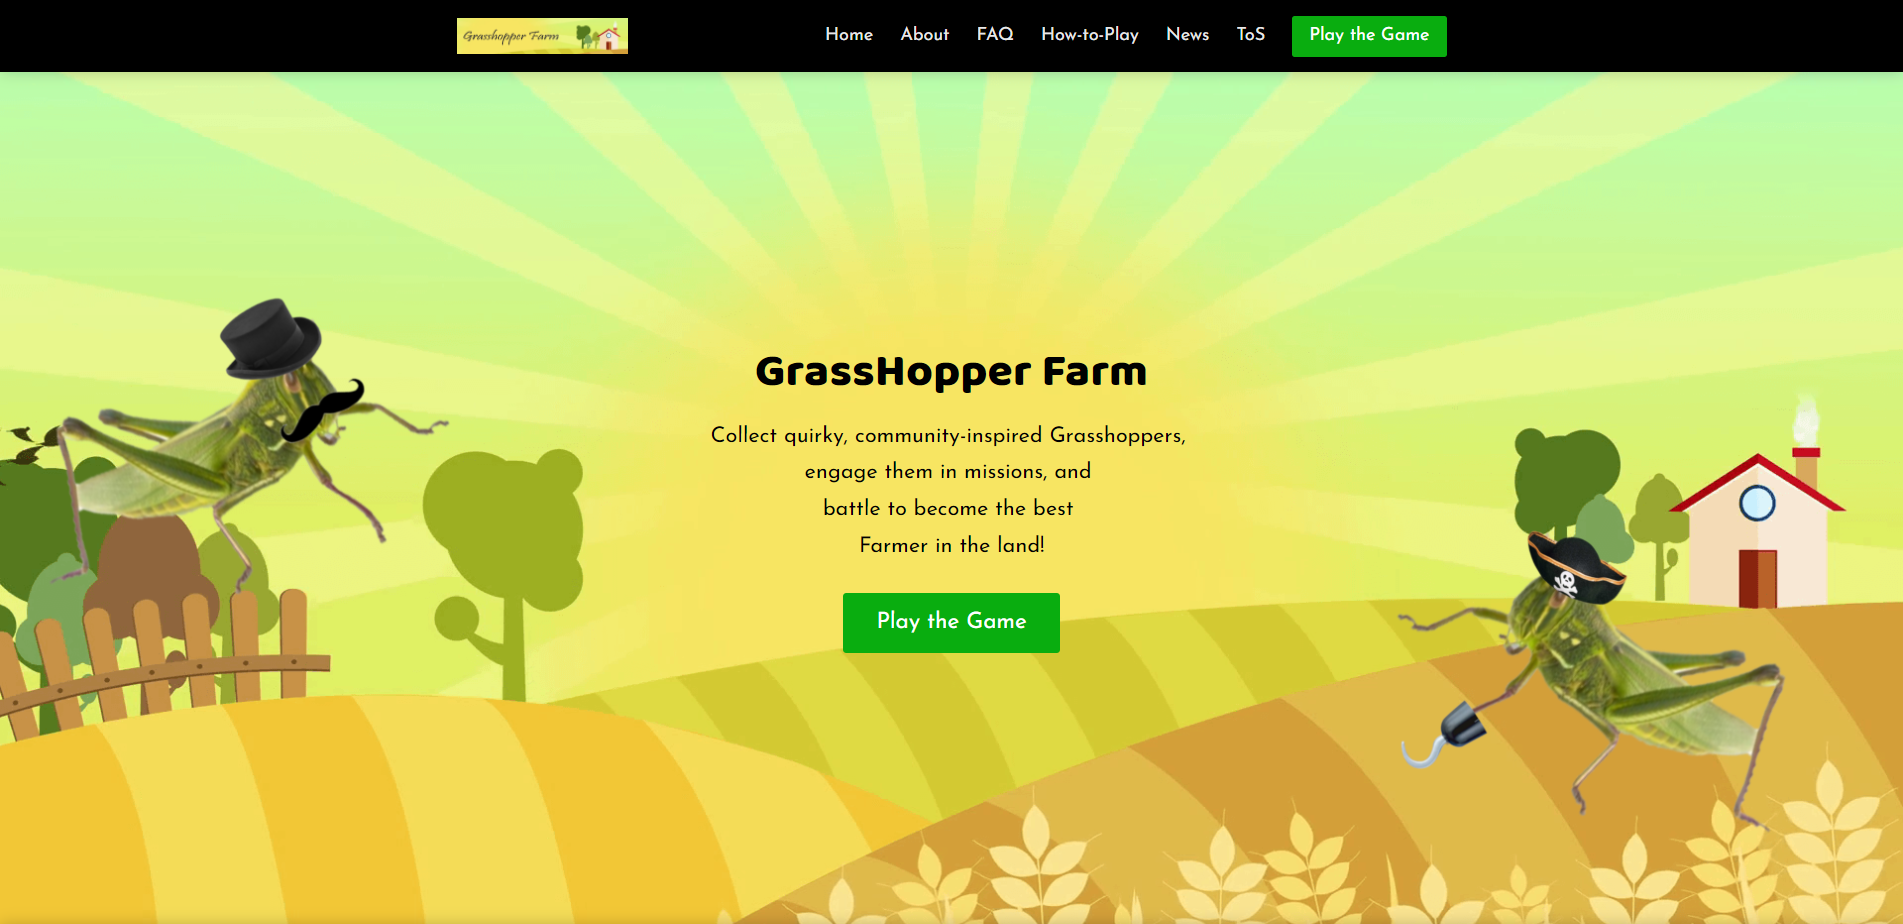 Grasshopper Farm
Home About FAQ How-to-Play News ToS Play the Game
GrassHopper Farm
Collect quirky, community-inspired Grasshoppers,
engage them in missions, and
battle to become the best
Farmer in the land!
Play the Game